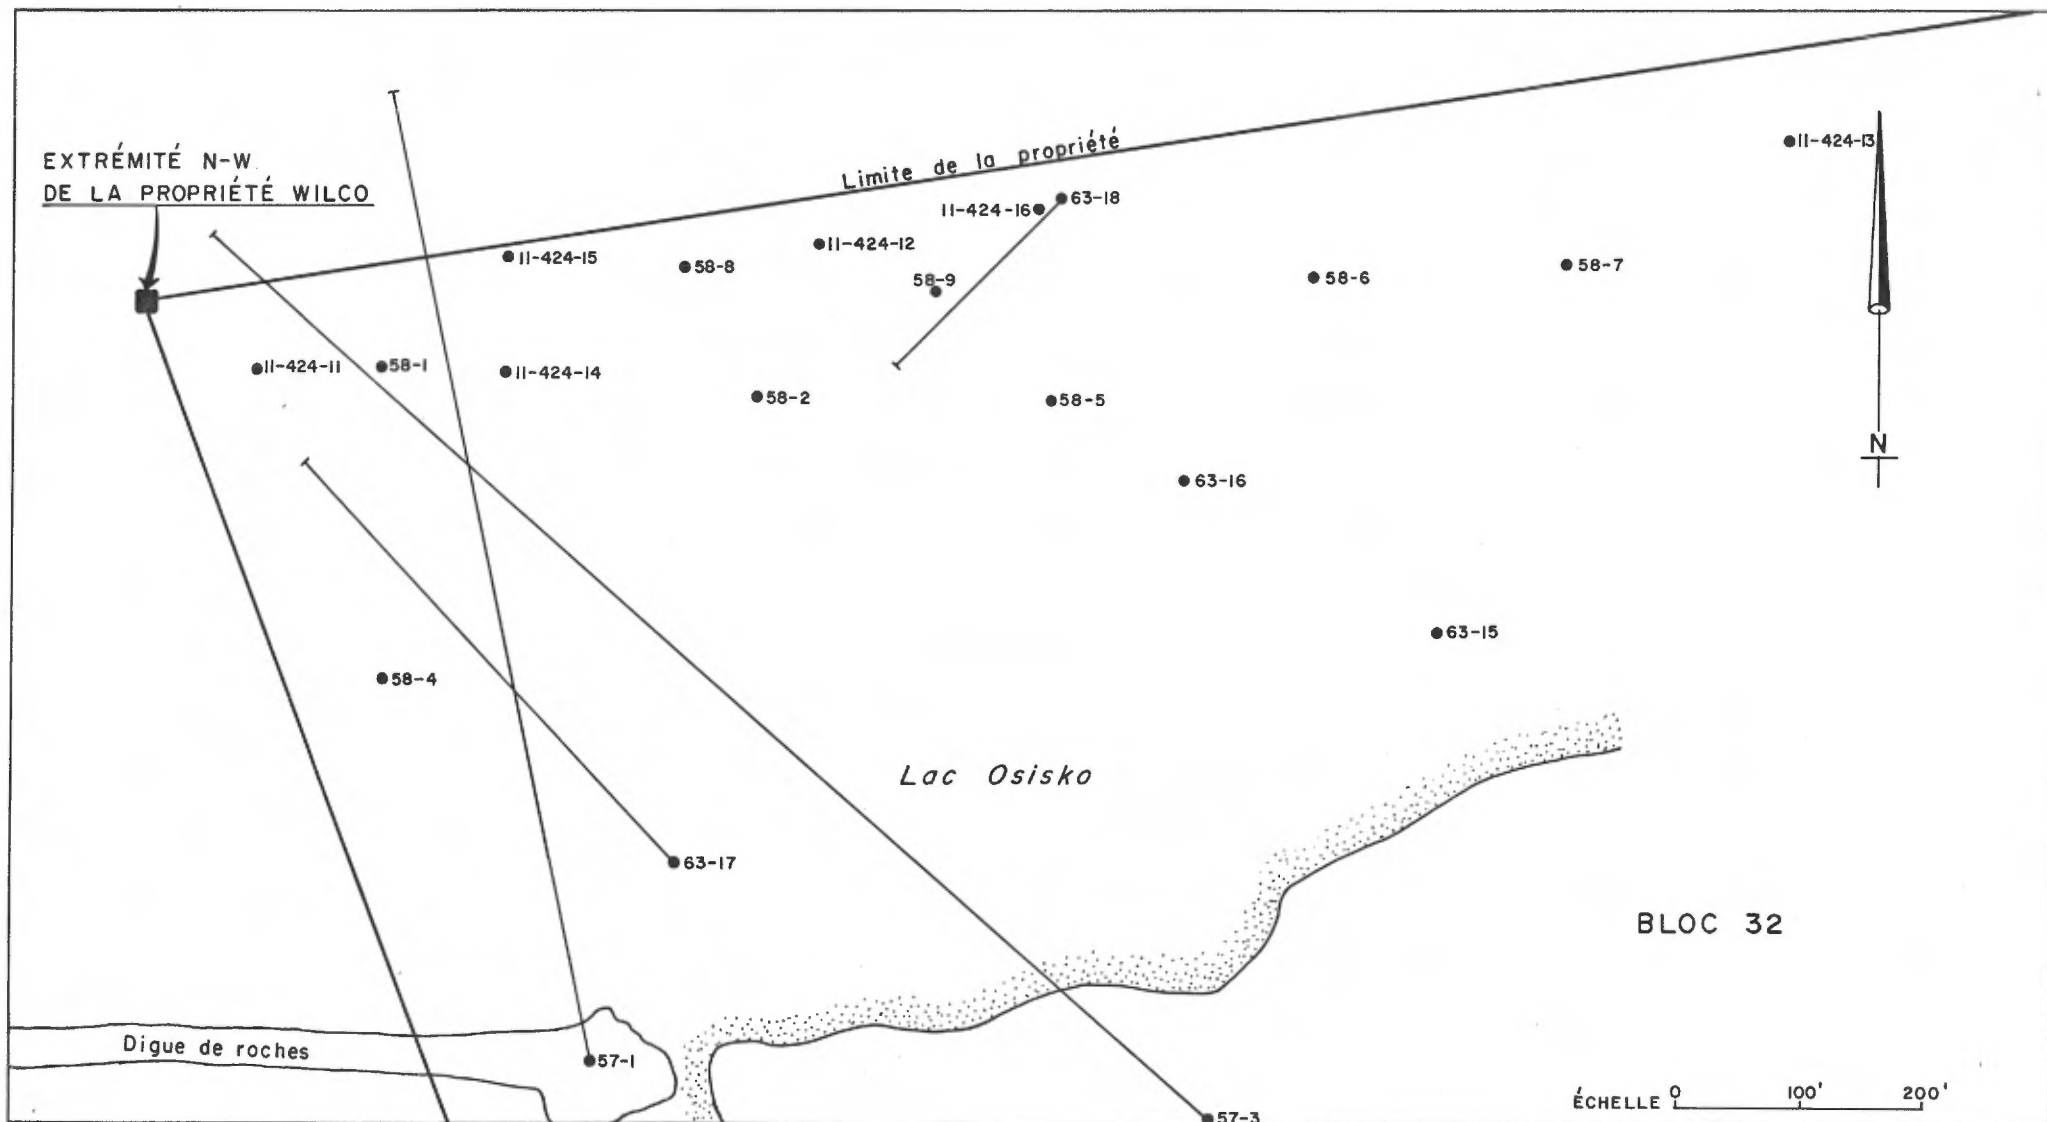 EXTRÉMITÉ N-W.
DE LA PROPRIÉTÉ WILCO
Limite de la propriété
11-424-13
11-424-16
63-18
11-424-12
11-424-15
58-8
58-9
58-6
58-7
11-424-11
58-1
11-424-14
58-2
58-5
N
63-16
63-15
58-4
Lac Osisko
63-17
BLOC 32
Digue de roches
57-1
57-3
ÉCHELLE 0 100' 200'